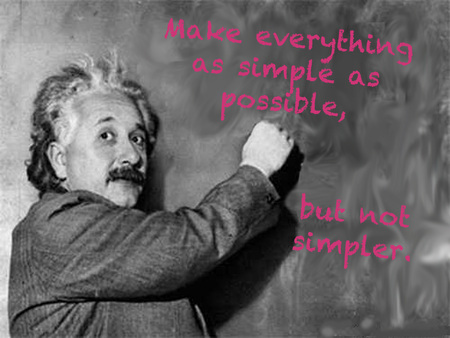 Make everything
as simple as
possible,
but not
simpler.